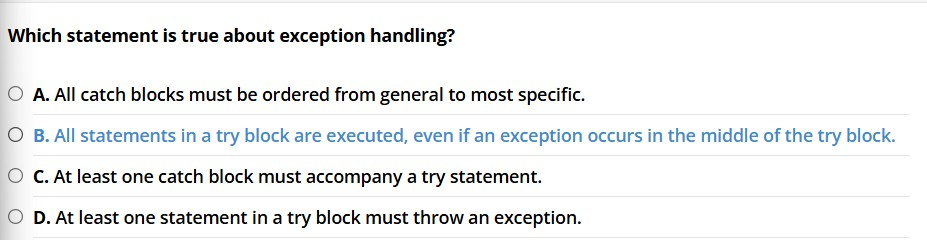 Which statement is true about exception handling?
A. All catch blocks must be ordered from general to most specific.
B. All statements in a try block are executed, even if an exception occurs in the middle of the try block.
C. At least one catch block must accompany a try statement.
D. At least one statement in a try block must throw an exception.